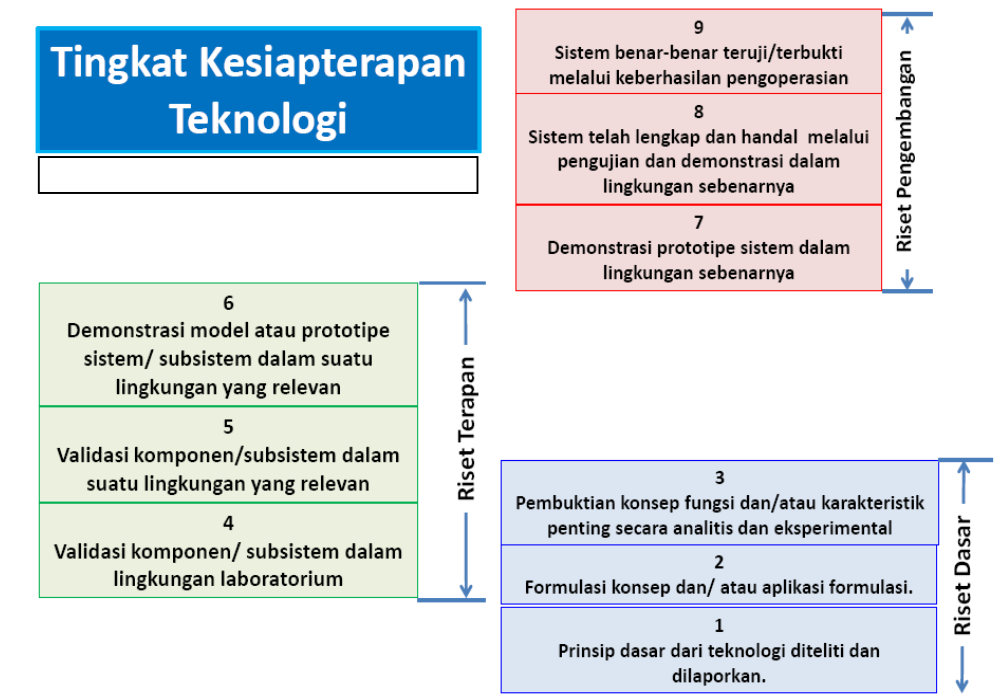 Tingkat Kesiapterapan
Teknologi
9
Sistem benar-benar teruji/terbukti
melalui keberhasilan pengoperasian
8
Sistem telah lengkap dan handal melalui
pengujian dan demonstrasi dalam
lingkungan sebenarnya
7
Demonstrasi prototipe sistem dalam
lingkungan sebenarnya
Riset Pengembangan
6
Demonstrasi model atau prototipe
sistem/ subsistem dalam suatu
lingkungan yang relevan
5
Validasi komponen/subsistem dalam
suatu lingkungan yang relevan
4
Validasi komponen/ subsistem dalam
lingkungan laboratorium
Riset Terapan
3
Pembuktian konsep fungsi dan/atau karakteristik
penting secara analitis dan eksperimental
2
Formulasi konsep dan/ atau aplikasi formulasi.
1
Prinsip dasar dari teknologi diteliti dan
dilaporkan.
Riset Dasar